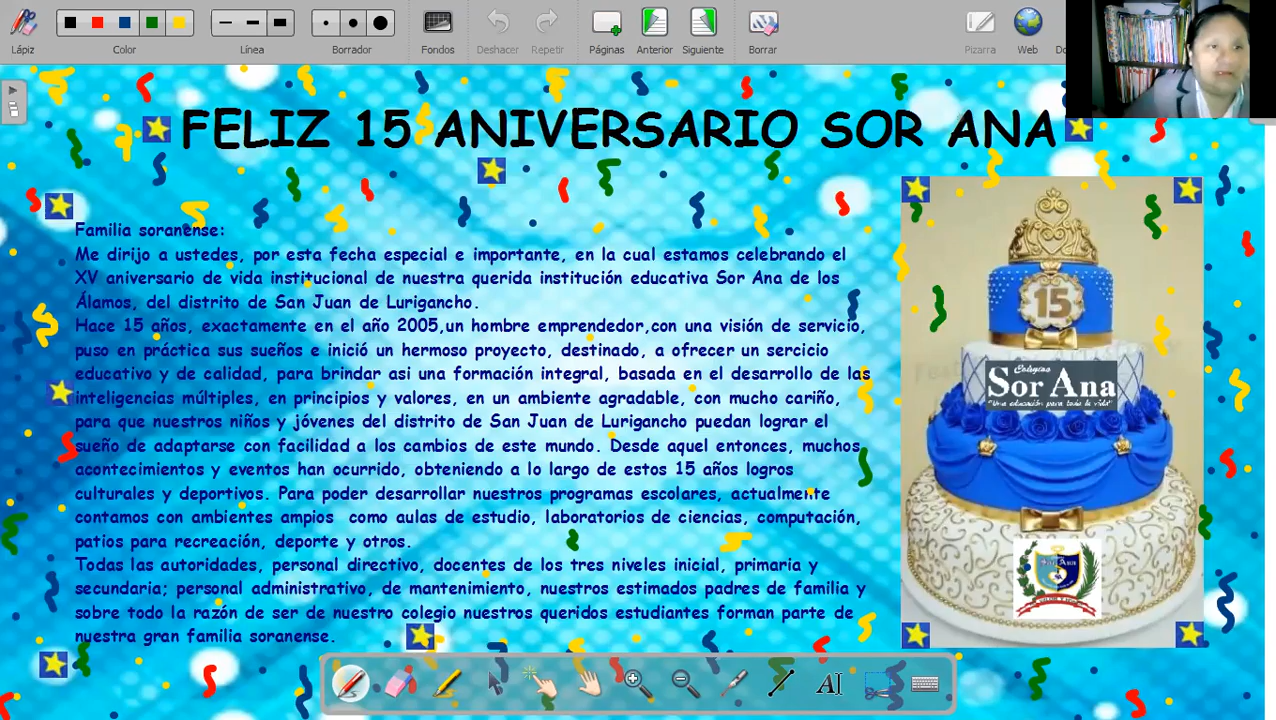 Lápiz
Color
Línea
Borrador
Fondos
Deshacer
Repetir
Páginas
Anterior
Siguiente
Borrar
Pizarra
Web
FELIZ 15 ANIVERSARIO SOR ANA
Familia soranense:
Me dirijo a ustedes, por esta fecha especial e importante, en la cual estamos celebrando el
XV aniversario de vida institucional de nuestra querida institución educativa Sor Ana de los
Álamos, del distrito de San Juan de Lurigancho.
Hace 15 años, exactamente en el año 2005,un hombre emprendedor,con una visión de servicio,
puso en práctica sus sueños e inició un hermoso proyecto, destinado, a ofrecer un sercicio
educativo y de calidad, para brindar asi una formación integral, basada en el desarrollo de las
inteligencias múltiples, en principios y valores, en un ambiente agradable, con mucho cariño,
para que nuestros niños y jóvenes del distrito de San Juan de Lurigancho puedan lograr el
sueño de adaptarse con facilidad a los cambios de este mundo. Desde aquel entonces, muchos
acontecimientos y eventos han ocurrido, obteniendo a lo largo de estos 15 años logros
culturales y deportivos. Para poder desarrollar nuestros programas escolares, actualmente
contamos con ambientes ampios como aulas de estudio, laboratorios de ciencias, computación,
patios para recreación, deporte y otros.
Todas las autoridades, personal directivo, docentes de los tres niveles inicial, primaria y
secundaria; personal administrativo, de mantenimiento, nuestros estimados padres de familia y
sobre todo la razón de ser de nuestro colegio nuestros queridos estudiantes forman parte de
nuestra gran familia soranense.
15
Colegio
Sor Ana
"Una educación para toda la vida"
Sor Ana
AI